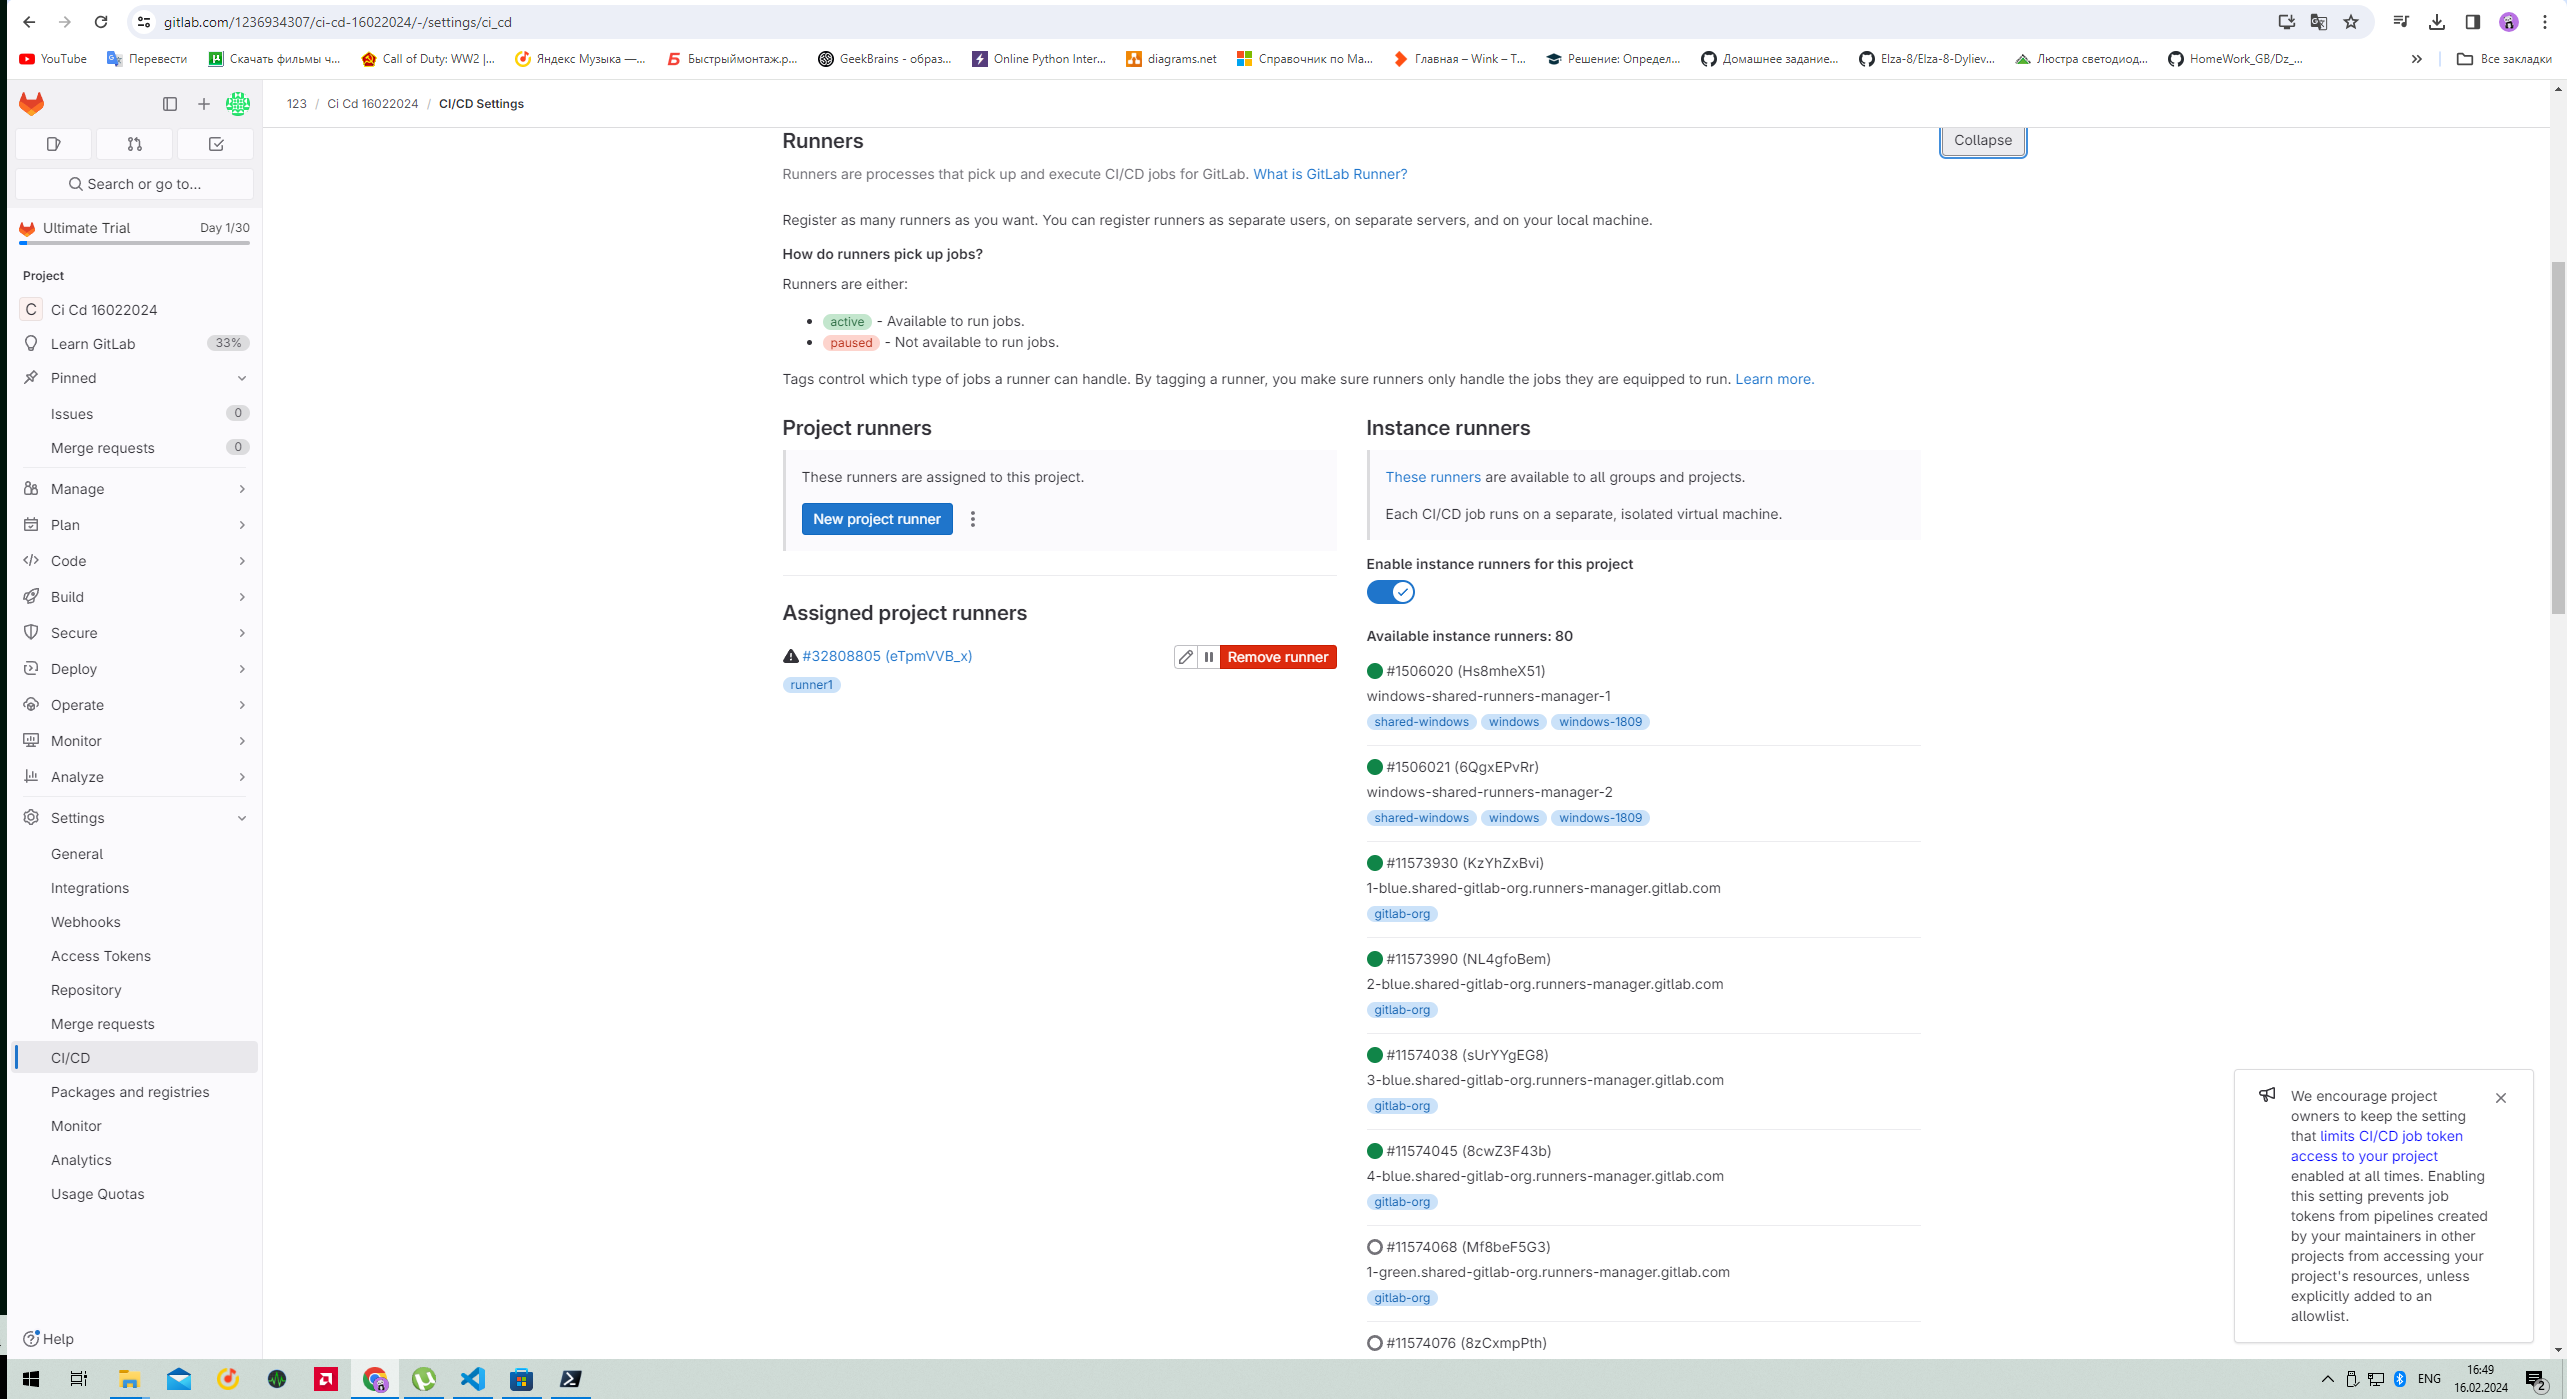 gitlab.com/1236934307/ci-cd-16022024/-/settings/ci_cd
YouTube
Перевести
Скачать фильмы ч...
Call of Duty: WW2 |...
Яндекс Музыка —...
Быстрыймонтаж.р...
GeekBrains - образ...
Online Python Inter...
diagrams.net
Справочник по Ма...
Главная – Wink – Т...
Решение: Определ...
Домашнее задание...
Elza-8/Elza-8-Dyliev...
Люстра светодиод...
HomeWork_GB/Dz_...
Все закладки
123 / Ci Cd 16022024 / CI/CD Settings
Search or go to...
Ultimate Trial
Day 1/30
Project
C Ci Cd 16022024
Learn GitLab 33%
Pinned
Issues 0
Merge requests 0
Manage
Plan
Code
Build
Secure
Deploy
Operate
Monitor
Analyze
Settings
General
Integrations
Webhooks
Access Tokens
Repository
Merge requests
CI/CD
Packages and registries
Monitor
Analytics
Usage Quotas
Help
Runners
Collapse
Runners are processes that pick up and execute CI/CD jobs for GitLab. What is GitLab Runner?
Register as many runners as you want. You can register runners as separate users, on separate servers, and on your local machine.
How do runners pick up jobs?
Runners are either:
active - Available to run jobs.
paused - Not available to run jobs.
Tags control which type of jobs a runner can handle. By tagging a runner, you make sure runners only handle the jobs they are equipped to run. Learn more.
Project runners
These runners are assigned to this project.
New project runner
Assigned project runners
#32808805 (eTpmVVB_x)
Remove runner
runner1
Instance runners
These runners are available to all groups and projects.
Each CI/CD job runs on a separate, isolated virtual machine.
Enable instance runners for this project
Available instance runners: 80
#1506020 (Hs8mheX51)
windows-shared-runners-manager-1
shared-windows windows windows-1809
#1506021 (6QgxEPvRr)
windows-shared-runners-manager-2
shared-windows windows windows-1809
#11573930 (KzYhZxBvi)
1-blue.shared-gitlab-org.runners-manager.gitlab.com
gitlab-org
#11573990 (NL4gfoBem)
2-blue.shared-gitlab-org.runners-manager.gitlab.com
gitlab-org
#11574038 (sUrYYgEG8)
3-blue.shared-gitlab-org.runners-manager.gitlab.com
gitlab-org
#11574045 (8cwZ3F43b)
4-blue.shared-gitlab-org.runners-manager.gitlab.com
gitlab-org
#11574068 (Mf8beF5G3)
1-green.shared-gitlab-org.runners-manager.gitlab.com
gitlab-org
#11574076 (8zCxmpPth)
We encourage project
owners to keep the setting
that limits CI/CD job token
access to your project
enabled at all times. Enabling
this setting prevents job
tokens from pipelines created
by your maintainers in other
projects from accessing your
project's resources, unless
explicitly added to an
allowlist.
ENG
16:49
16.02.2024
2